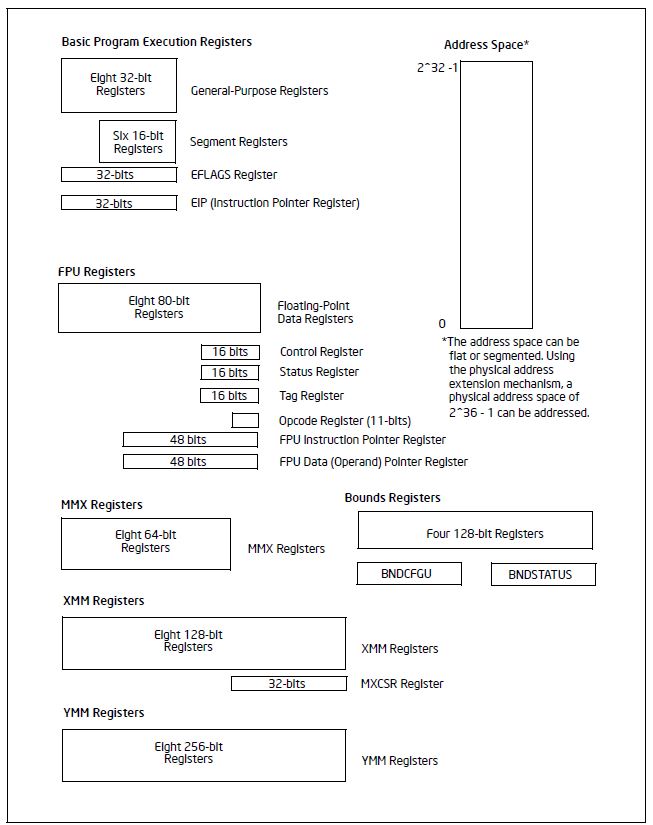 Basic Program Execution Registers
Address Space*
2^32 -1
Eight 32-bit
Registers
General-Purpose Registers
Six 16-bit
Registers
Segment Registers
32-bits
EFLAGS Register
32-bits
EIP (Instruction Pointer Register)
FPU Registers
Eight 80-bit
Registers
Floating-Point
Data Registers
0
*The address space can be
flat or segmented. Using
the physical address
extension mechanism, a
physical address space of
2^36 - 1 can be addressed.
16 bits
Control Register
16 bits
Status Register
16 bits
Tag Register
Opcode Register (11-bits)
48 bits
FPU Instruction Pointer Register
48 bits
FPU Data (Operand) Pointer Register
MMX Registers
Eight 64-bit
Registers
MMX Registers
Bounds Registers
Four 128-bit Registers
BNDCFGU
BNDSTATUS
XMM Registers
Eight 128-bit
Registers
XMM Registers
32-bits
MXCSR Register
YMM Registers
Eight 256-bit
Registers
YMM Registers